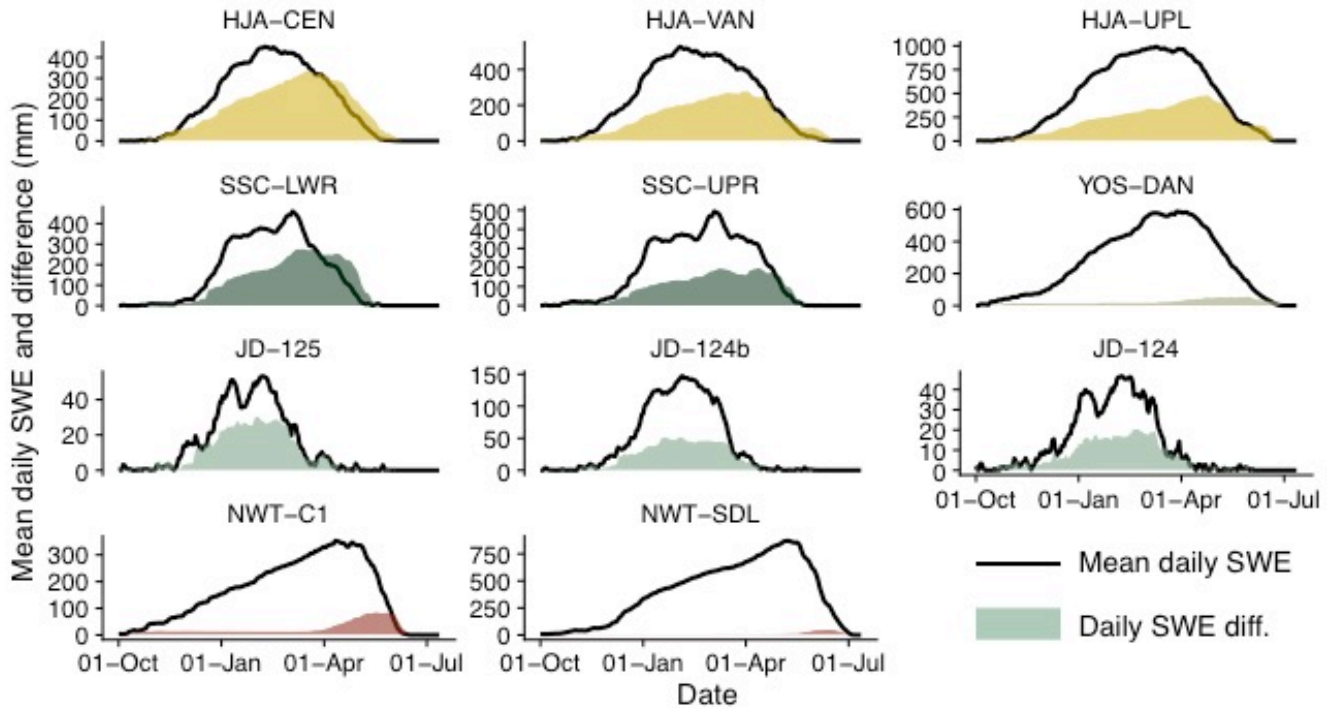 Mean daily SWE and difference (mm)
HJA−CEN
400
300
200
100
0
HJA−VAN
400
200
0
HJA−UPL
1000
750
500
250
0
SSC−LWR
400
300
200
100
0
SSC−UPR
500
400
300
200
100
0
YOS−DAN
600
400
200
0
JD−125
40
20
0
JD−124b
150
100
50
0
JD−124
40
30
20
10
0
01−Oct 01−Jan 01−Apr 01−Jul
NWT−C1
300
200
100
0
01−Oct 01−Jan 01−Apr 01−Jul
NWT−SDL
750
500
250
0
01−Oct 01−Jan 01−Apr 01−Jul
Mean daily SWE
Daily SWE diff.
Date